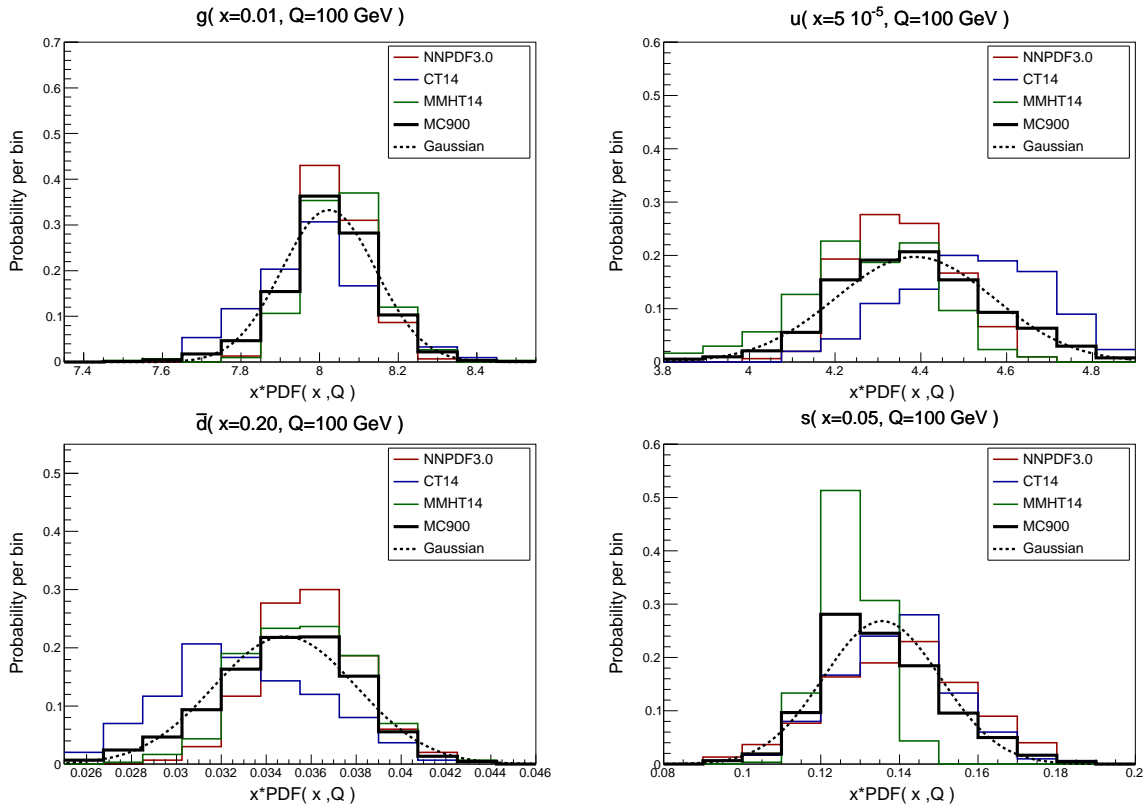 g( x=0.01, Q=100 GeV )
Probability per bin
0.7
0.6
0.5
0.4
0.3
0.2
0.1
0
NNPDF3.0
CT14
MMHT14
MC900
Gaussian
7.4 7.6 7.8 8 8.2 8.4
x*PDF( x ,Q )
u( x=5 10⁻⁵, Q=100 GeV )
Probability per bin
0.6
0.5
0.4
0.3
0.2
0.1
0
NNPDF3.0
CT14
MMHT14
MC900
Gaussian
3.8 4 4.2 4.4 4.6 4.8
x*PDF( x ,Q )
d̄( x=0.20, Q=100 GeV )
Probability per bin
0.5
0.4
0.3
0.2
0.1
0
NNPDF3.0
CT14
MMHT14
MC900
Gaussian
0.026 0.028 0.03 0.032 0.034 0.036 0.038 0.04 0.042 0.044 0.046
x*PDF( x ,Q )
s( x=0.05, Q=100 GeV )
Probability per bin
0.6
0.5
0.4
0.3
0.2
0.1
0
NNPDF3.0
CT14
MMHT14
MC900
Gaussian
0.08 0.1 0.12 0.14 0.16 0.18 0.2
x*PDF( x ,Q )